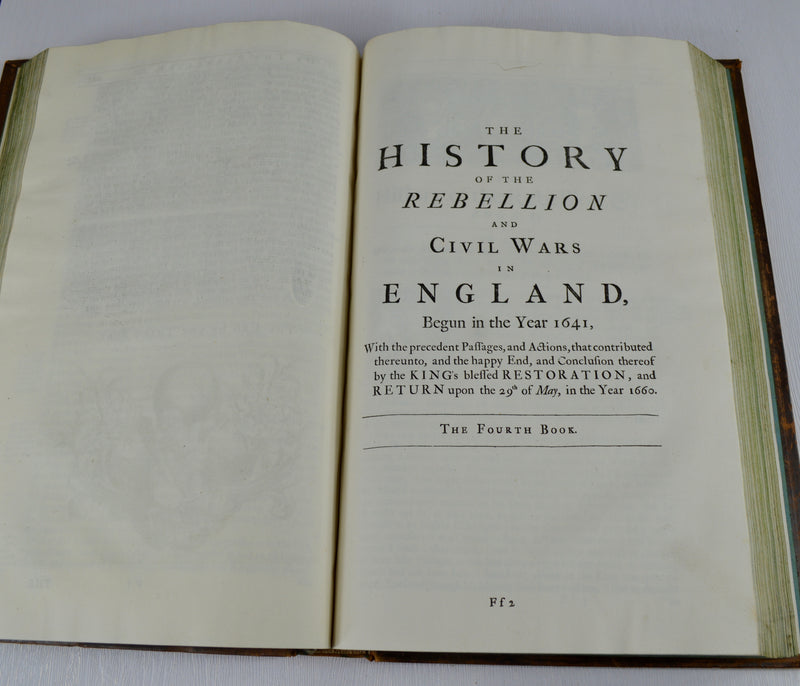 THE
HISTORY
OF THE
REBELLION
AND
CIVIL WARS
IN
ENGLAND,
Begun in the Year 1641,
With the precedent Paſſages, and Actions, that contributed
thereunto, and the happy End, and Concluſion thereof
by the KING's bleſſed RESTORATION, and
RETURN upon the 29th of May, in the Year 1660.
THE FOURTH BOOK.
Ff 2